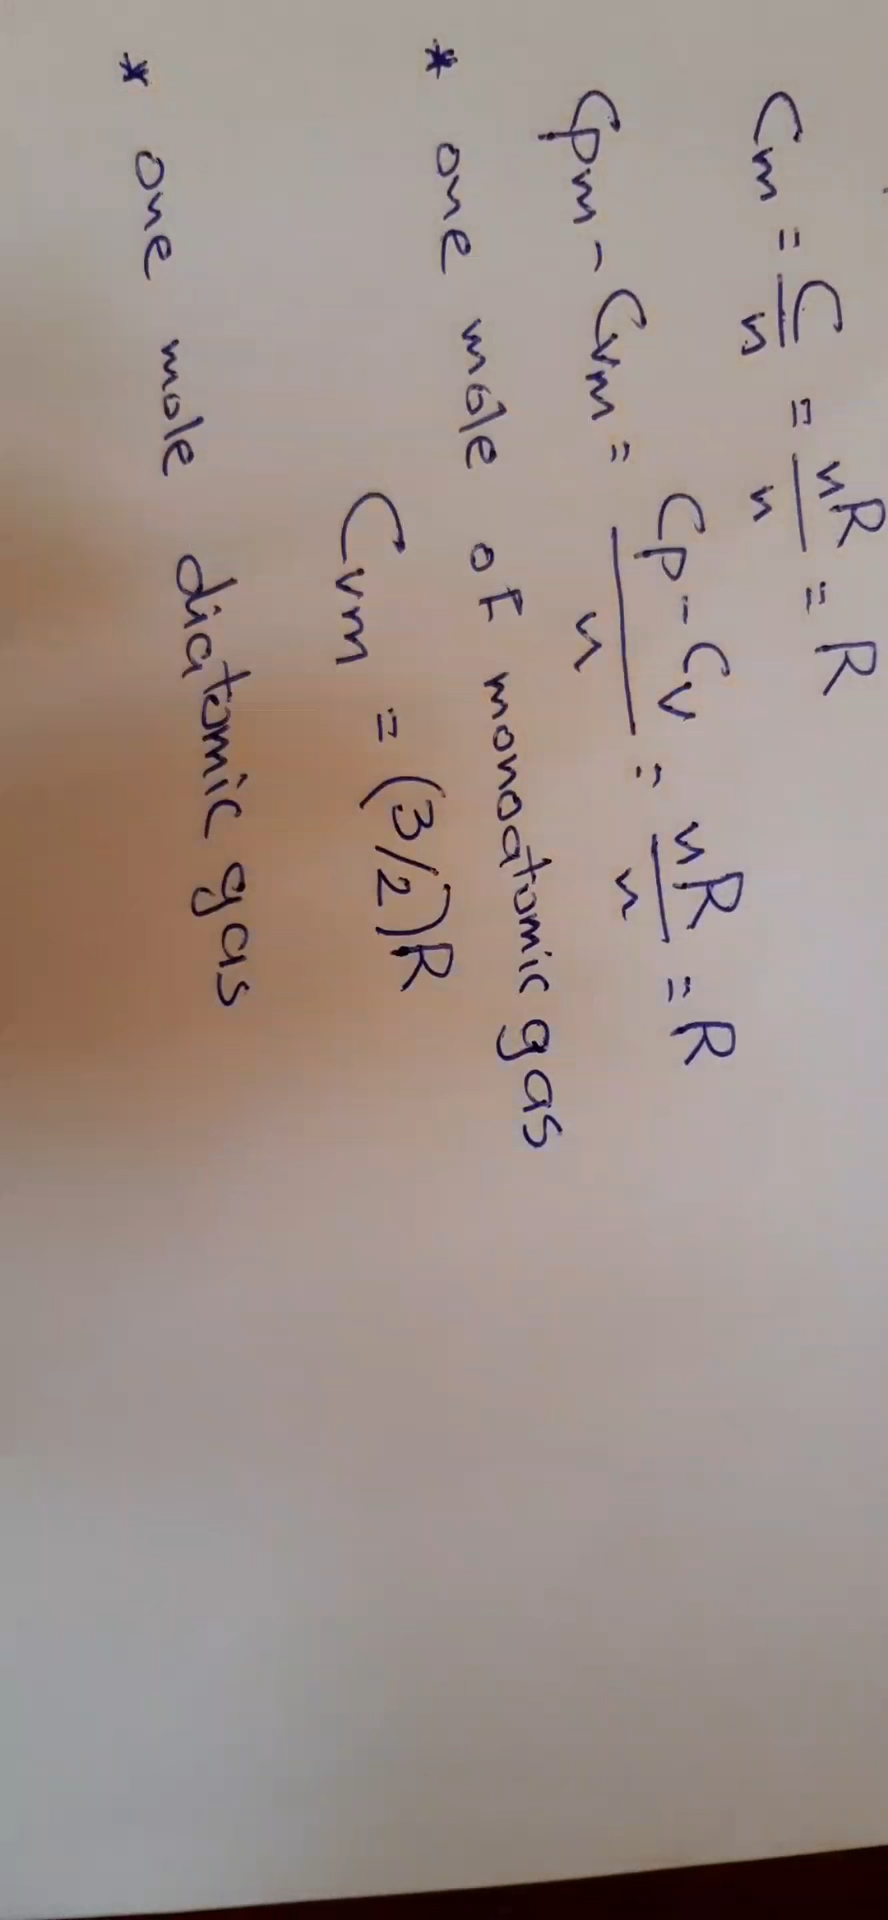 Cm = C/n = nR/n = R
Cpm - Cvm = Cp - Cv/n = nR/n = R
* one mole of monoatomic gas
Cvm = (3/2)R
* one mole diatomic gas